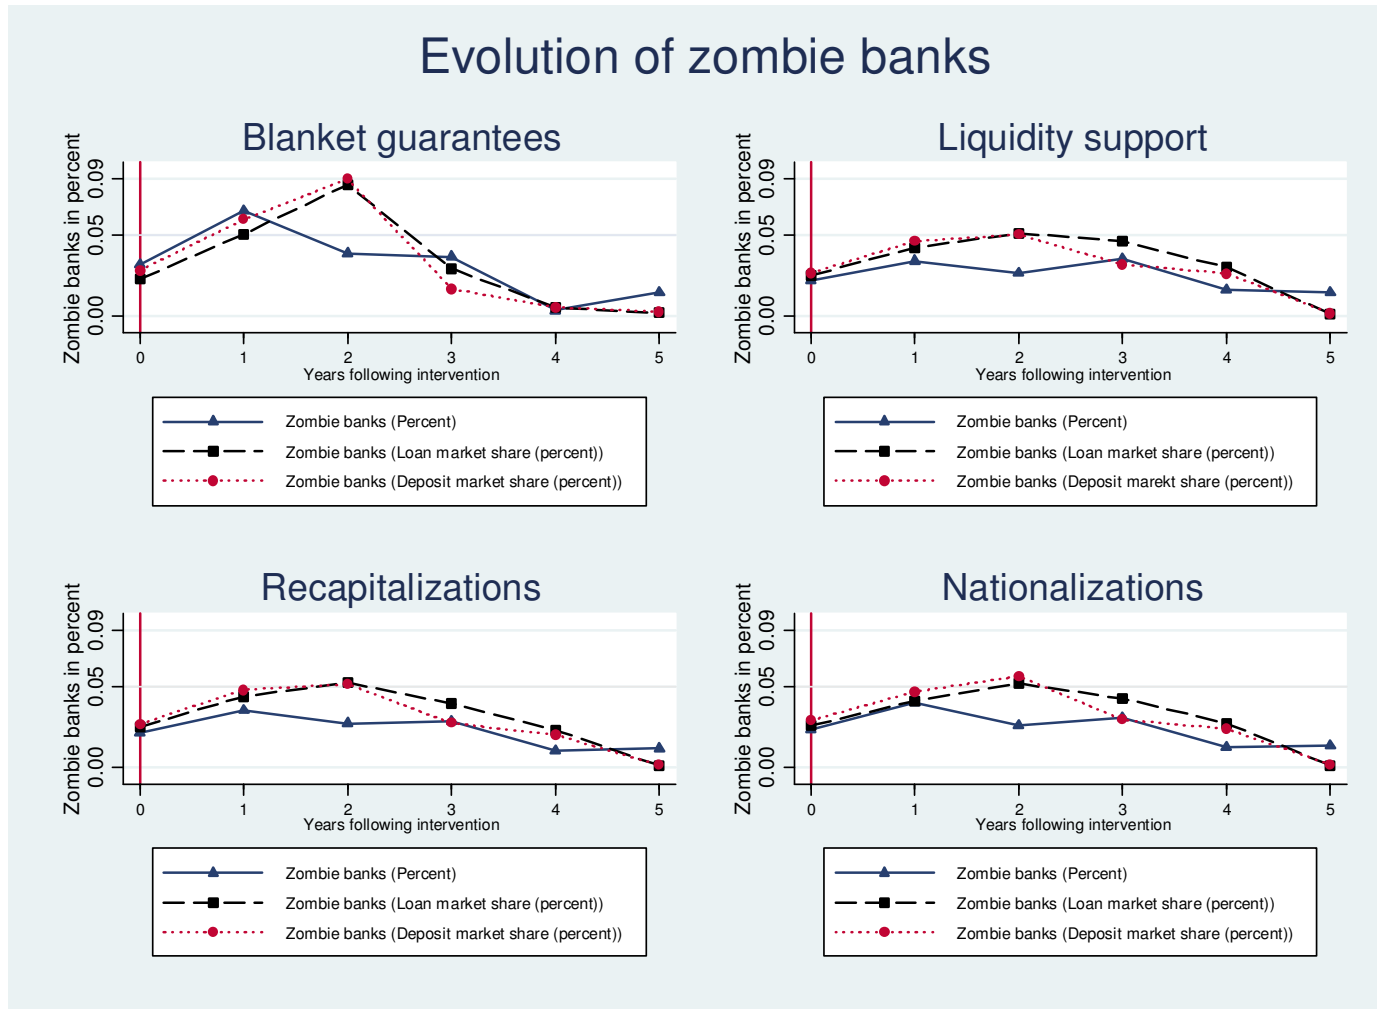 Evolution of zombie banks
Blanket guarantees
Zombie banks in percent
0.09
0.05
0.00
0 1 2 3 4 5
Years following intervention
Zombie banks (Percent)
Zombie banks (Loan market share (percent))
Zombie banks (Deposit market share (percent))
Liquidity support
Zombie banks in percent
0.09
0.05
0.00
0 1 2 3 4 5
Years following intervention
Zombie banks (Percent)
Zombie banks (Loan market share (percent))
Zombie banks (Deposit marekt share (percent))
Recapitalizations
Zombie banks in percent
0.09
0.05
0.00
0 1 2 3 4 5
Years following intervention
Zombie banks (Percent)
Zombie banks (Loan market share (percent))
Zombie banks (Deposit market share (percent))
Nationalizations
Zombie banks in percent
0.09
0.05
0.00
0 1 2 3 4 5
Years following intervention
Zombie banks (Percent)
Zombie banks (Loan market share (percent))
Zombie banks (Deposit market share (percent))